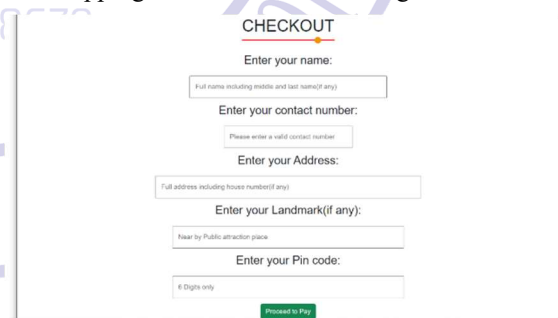 CHECKOUT
Enter your name:
Full name including middle and last name(if any)
Enter your contact number:
Please enter a valid contact number
Enter your Address:
Full address including house number(if any)
Enter your Landmark(if any):
Near by Public attraction place
Enter your Pin code:
6 Digits only
Proceed to Pay